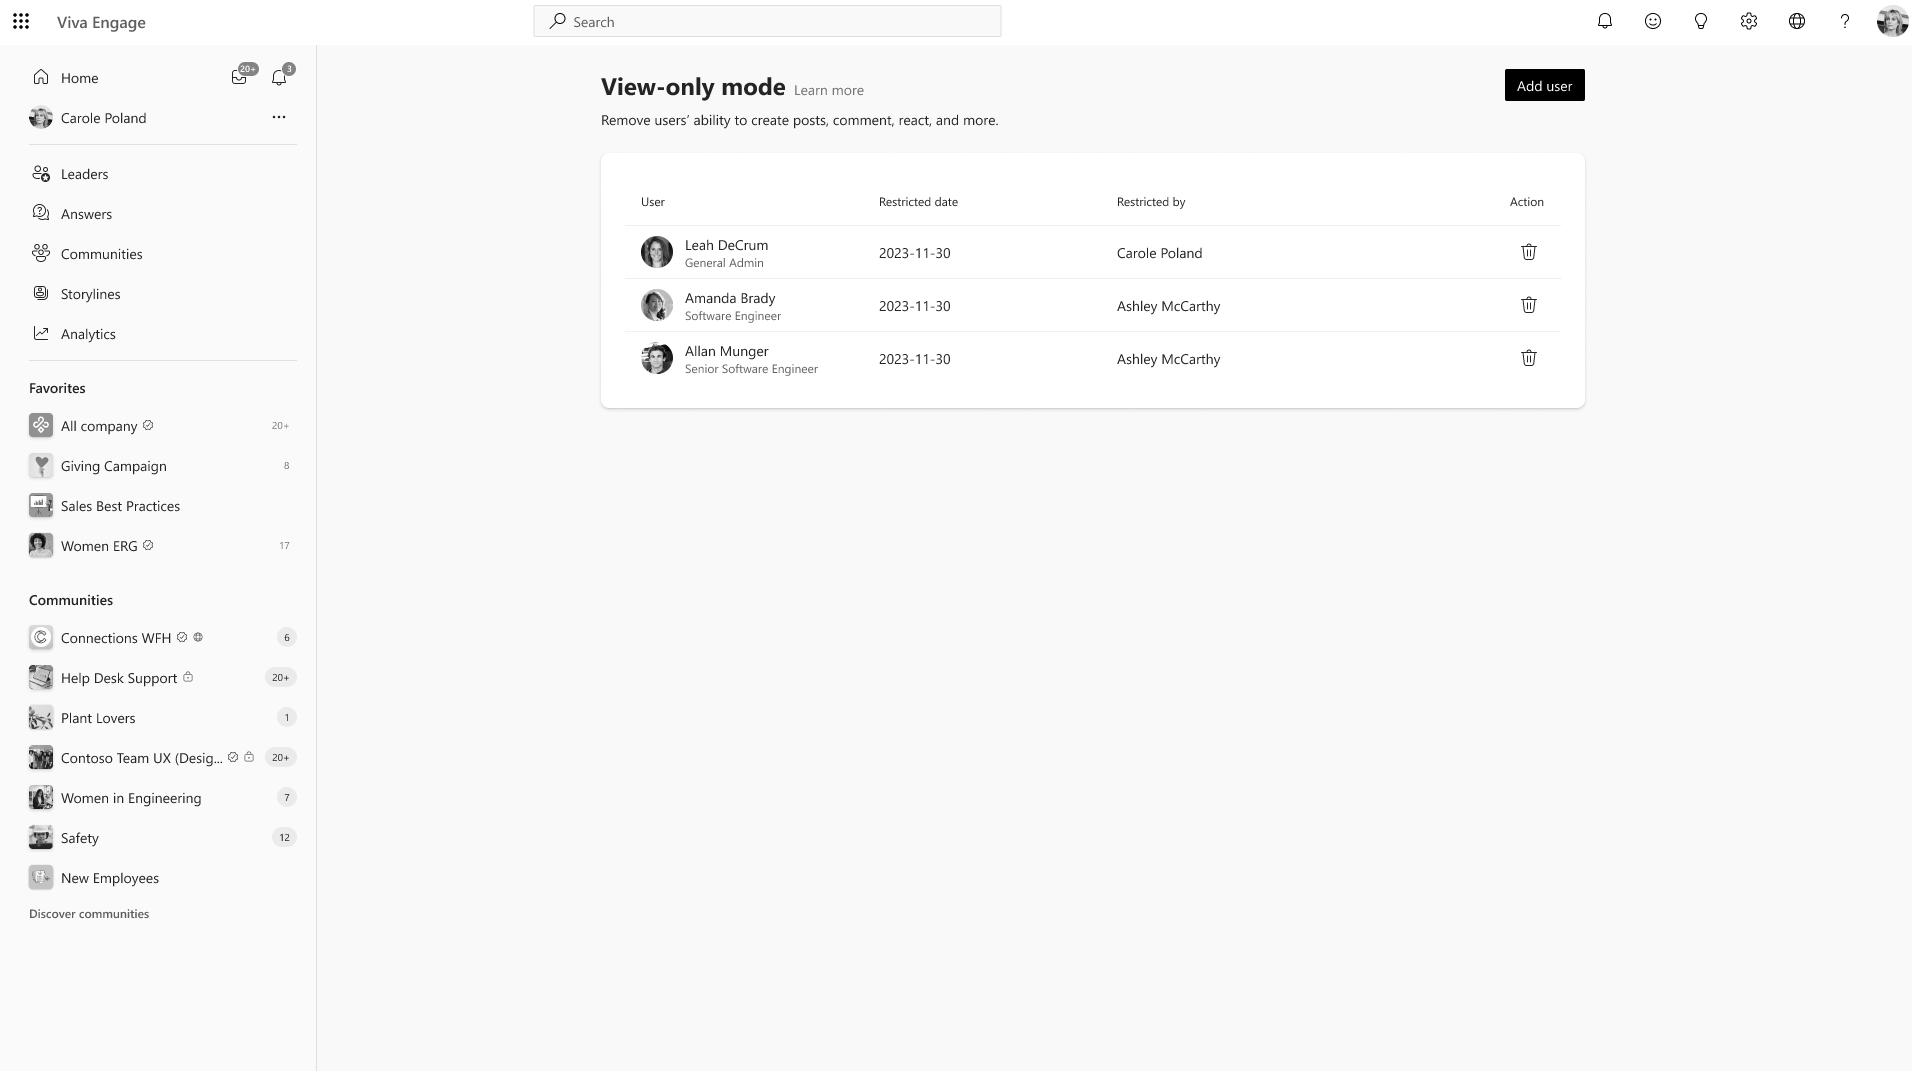 Viva Engage
Search
Home
20+
3
Carole Poland
Leaders
Answers
Communities
Storylines
Analytics
Favorites
All company 20+
Giving Campaign 8
Sales Best Practices
Women ERG 17
Communities
Connections WFH 6
Help Desk Support 20+
Plant Lovers 1
Contoso Team UX (Desig... 20+
Women in Engineering 7
Safety 12
New Employees
Discover communities
View-only mode Learn more
Add user
Remove users’ ability to create posts, comment, react, and more.
User Restricted date Restricted by Action
Leah DeCrum
General Admin
2023-11-30 Carole Poland
Amanda Brady
Software Engineer
2023-11-30 Ashley McCarthy
Allan Munger
Senior Software Engineer
2023-11-30 Ashley McCarthy